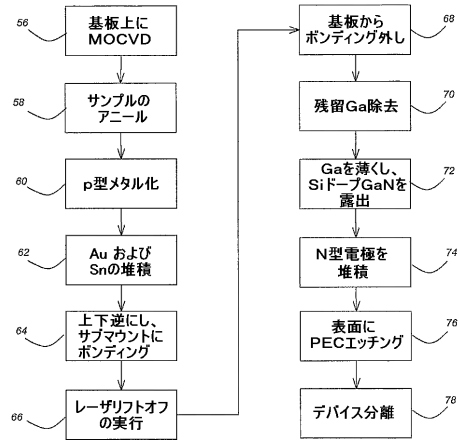 56
基板上に
MOCVD
58
サンプルの
アニール
60
p型メタル化
62
Au および
Snの堆積
64
上下逆にし、
サブマウントに
ボンディング
66
レーザリフトオフ
の実行
68
基板から
ボンディング外し
70
残留Ga除去
72
Gaを薄くし、
SiドープGaNを
露出
74
N型電極を
堆積
76
表面に
PECエッチング
78
デバイス分離